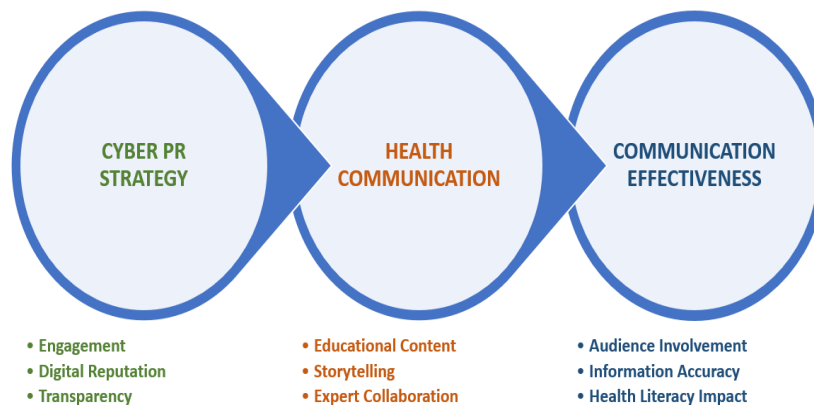 CYBER PR
STRATEGY
HEALTH
COMMUNICATION
COMMUNICATION
EFFECTIVENESS
• Engagement
• Digital Reputation
• Transparency
• Educational Content
• Storytelling
• Expert Collaboration
• Audience Involvement
• Information Accuracy
• Health Literacy Impact